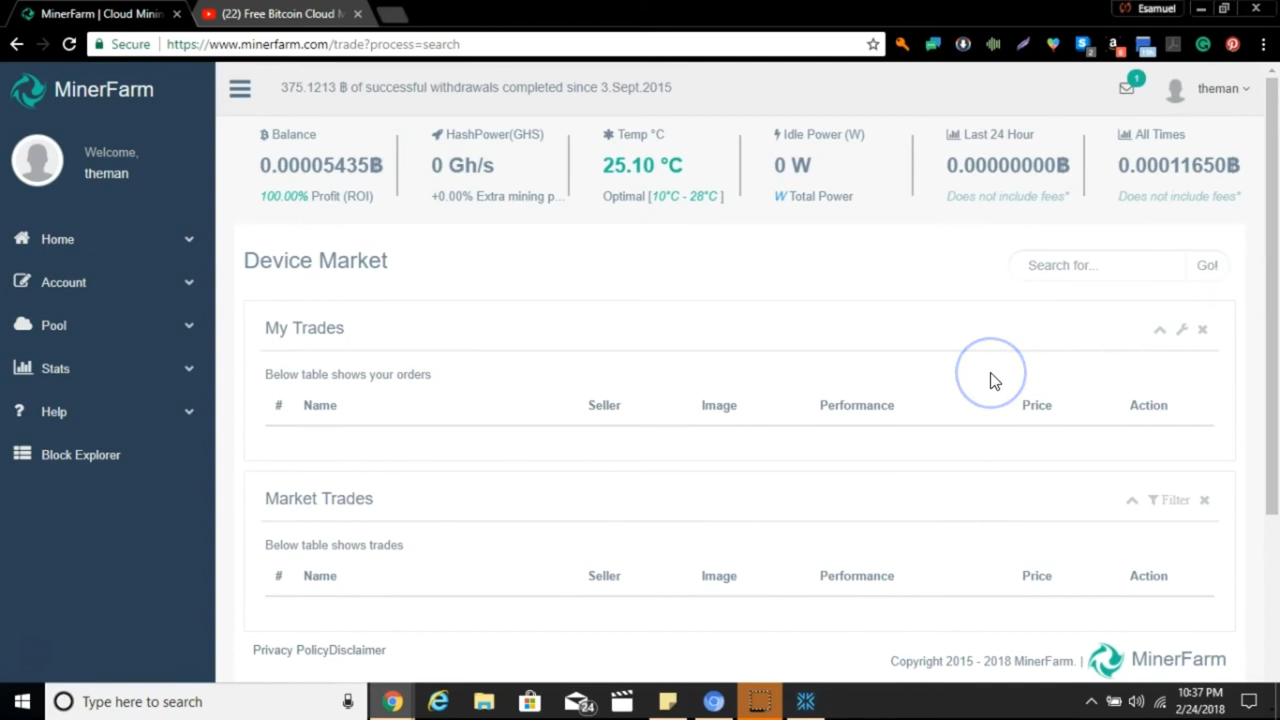 MinerFarm | Cloud Minin
(22) Free Bitcoin Cloud M
Esamuel
Secure
https://www.minerfarm.com/trade?process=search
MinerFarm
375.1213 ฿ of successful withdrawals completed since 3.Sept.2015
1
theman
Welcome,
theman
Balance
HashPower(GHS)
Temp °C
Idle Power (W)
Last 24 Hour
All Times
0.00005435฿
0 Gh/s
25.10 °C
0 W
0.00000000฿
0.00011650฿
100.00% Profit (ROI)
+0.00% Extra mining p...
Optimal [10°C - 28°C ]
W Total Power
Does not include fees*
Does not include fees*
Home
Account
Pool
Stats
Help
Block Explorer
Device Market
Search for...
Go!
My Trades
Below table shows your orders
# Name Seller Image Performance Price Action
Market Trades
Filter
Below table shows trades
# Name Seller Image Performance Price Action
Privacy PolicyDisclaimer
Copyright 2015 - 2018 MinerFarm. |
MinerFarm
Type here to search
24
10:37 PM
2/24/2018